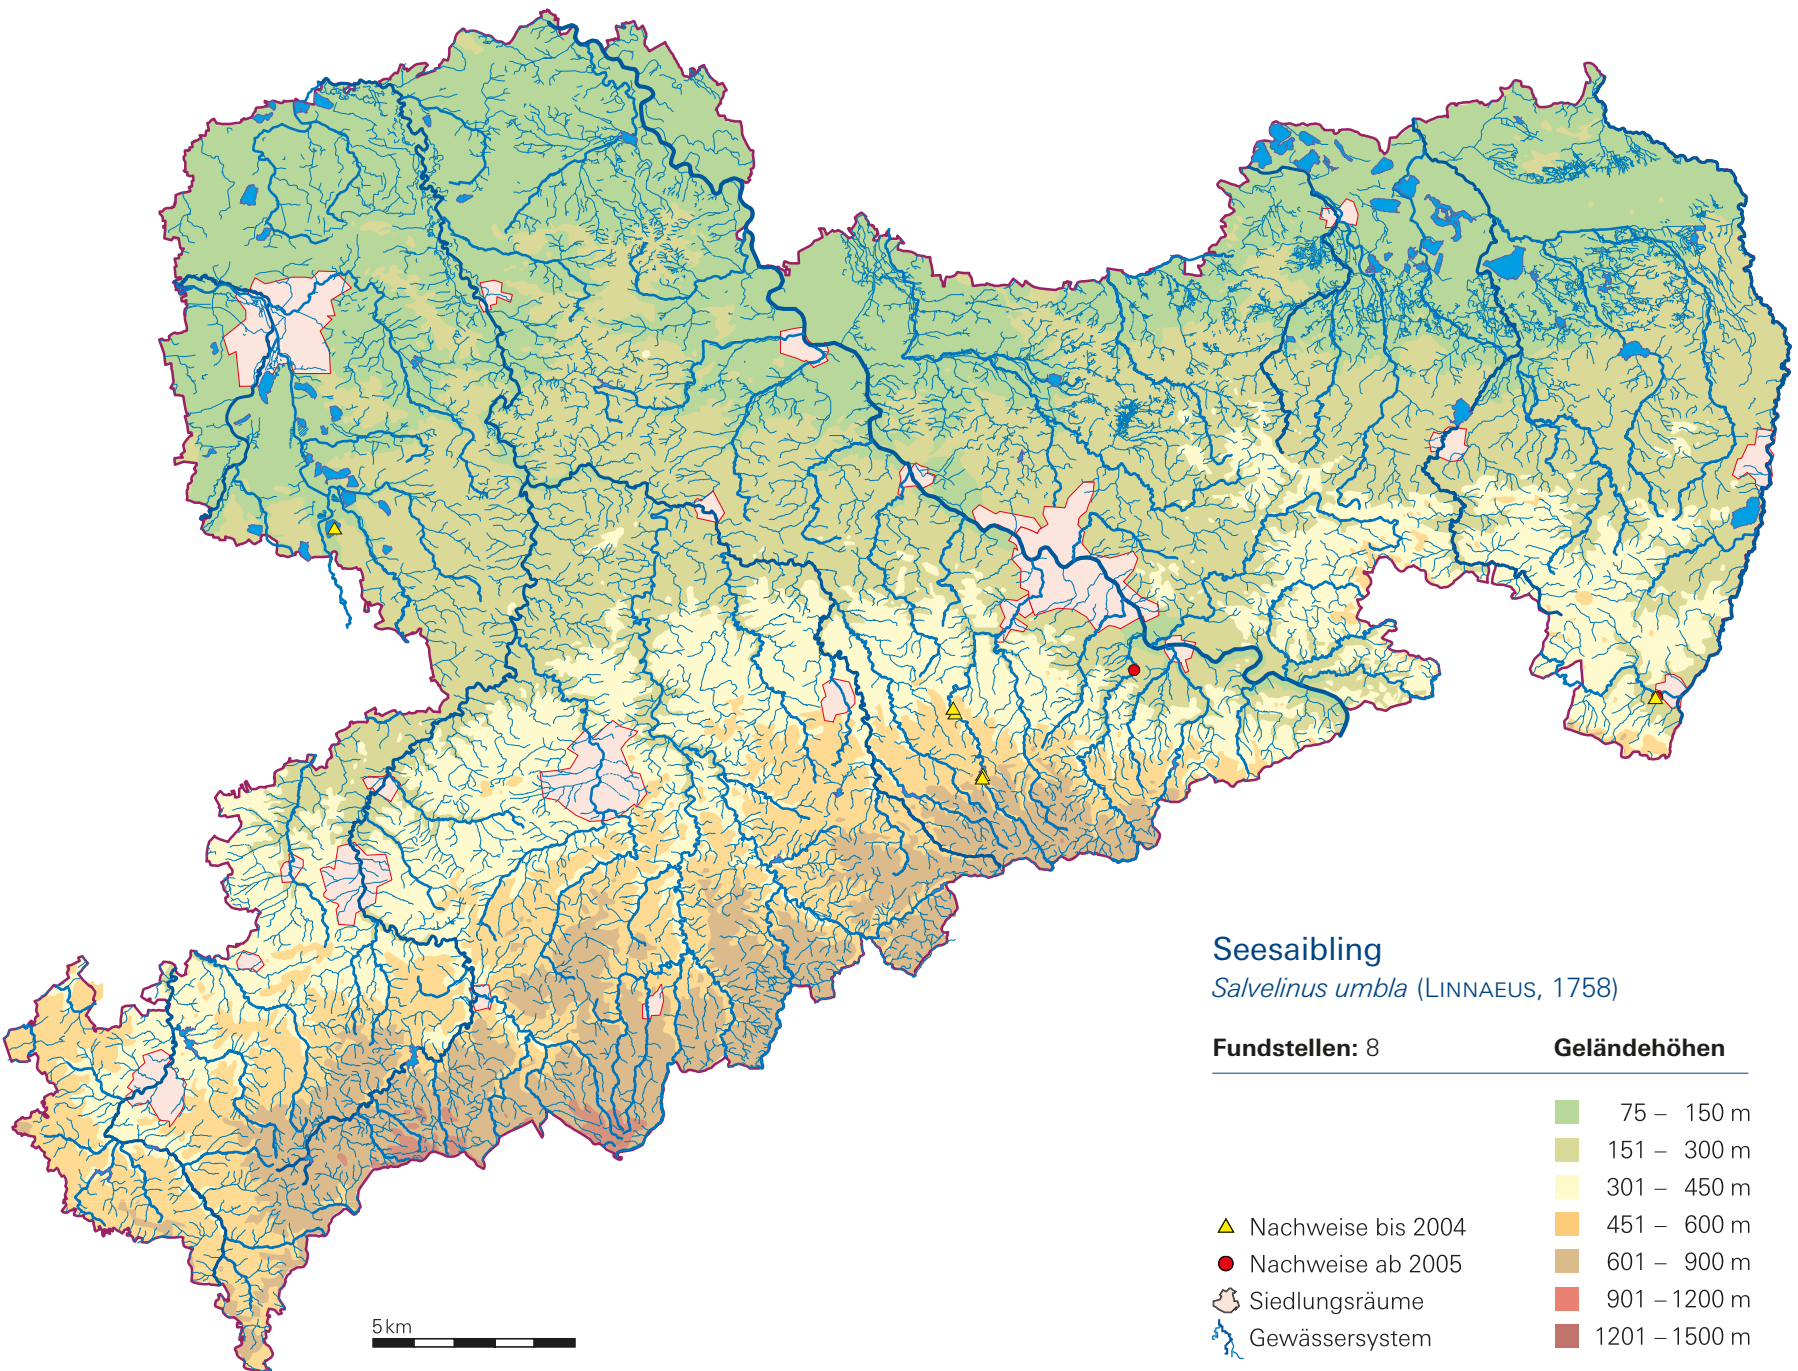 Seesaibling
Salvelinus umbla (LINNAEUS, 1758)
Fundstellen: 8
Geländehöhen
75 – 150 m
151 – 300 m
301 – 450 m
451 – 600 m
601 – 900 m
901 – 1200 m
1201 – 1500 m
Nachweise bis 2004
Nachweise ab 2005
Siedlungsräume
Gewässersystem
5 km